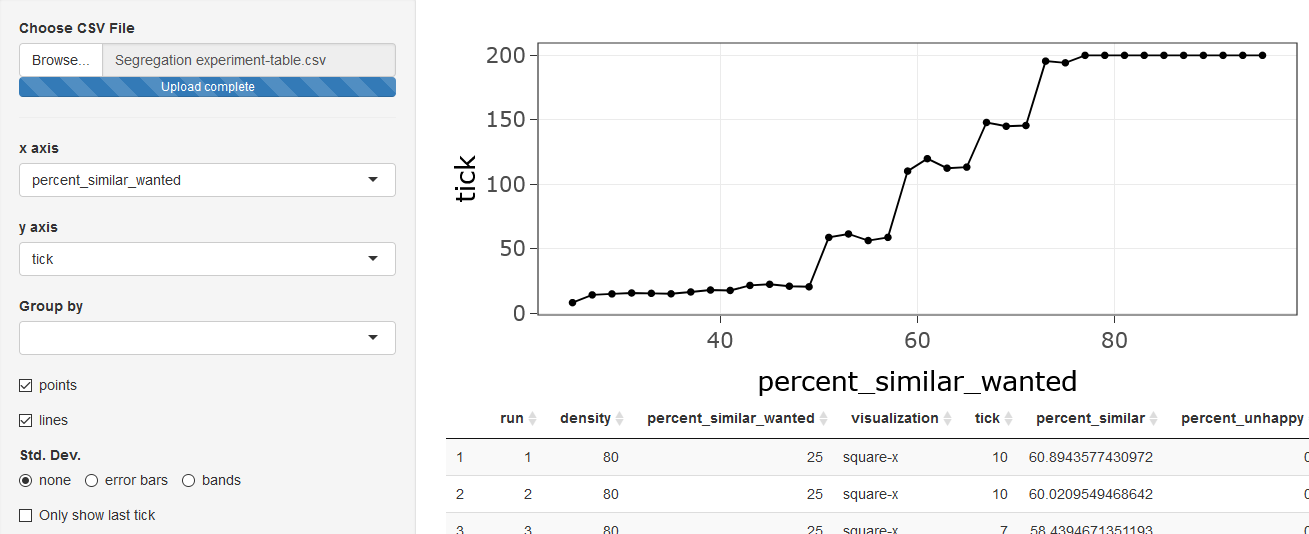 Choose CSV File
Browse... Segregation experiment-table.csv
Upload complete
x axis
percent_similar_wanted
y axis
tick
Group by
points
lines
Std. Dev.
none error bars bands
Only show last tick
200
150
100
50
0
tick
40 60 80
percent_similar_wanted
run density percent_similar_wanted visualization tick percent_similar percent_unhappy
1 1 80 25 square-x 10 60.8943577430972 0
2 2 80 25 square-x 10 60.0209549468642 0
3 3 80 25 square-x 7 58.4394671351193 0